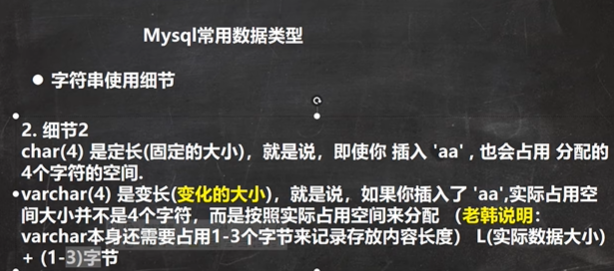 Mysql常用数据类型
● 字符串使用细节
2. 细节2
char(4) 是定长(固定的大小)，就是说，即使你 插入 'aa' , 也会占用 分配的
4个字符的空间.
varchar(4) 是变长(变化的大小)，就是说，如果你插入了 'aa',实际占用空
间大小并不是4个字符，而是按照实际占用空间来分配 （老韩说明：
varchar本身还需要占用1-3个字节来记录存放内容长度） L(实际数据大小)
+ (1-3)字节